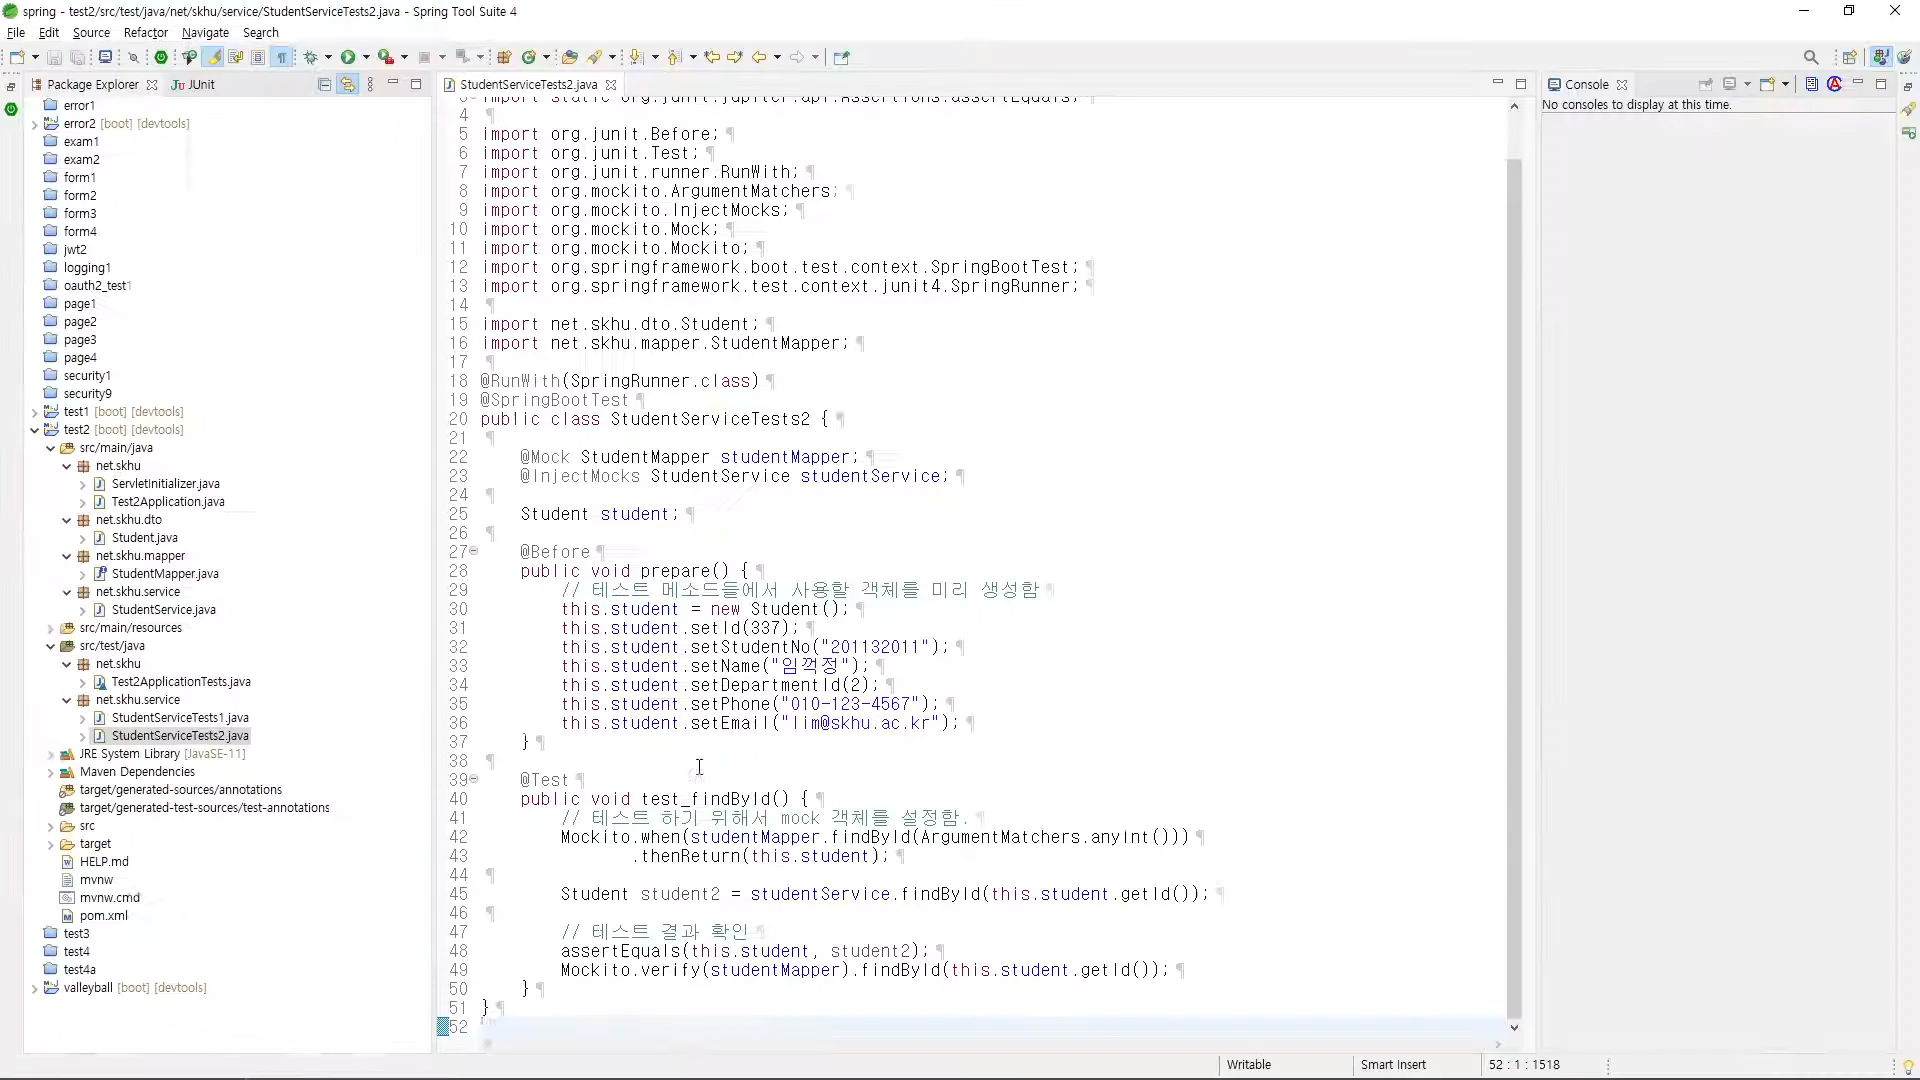 spring - test2/src/test/java/net/skhu/service/StudentServiceTests2.java - Spring Tool Suite 4
File Edit Source Refactor Navigate Search
Package Explorer JUnit
error1
error2 [boot] [devtools]
exam1
exam2
form1
form2
form3
form4
jwt2
logging1
oauth2_test1
page1
page2
page3
page4
security1
security9
test1 [boot] [devtools]
test2 [boot] [devtools]
src/main/java
net.skhu
ServletInitializer.java
Test2Application.java
net.skhu.dto
Student.java
net.skhu.mapper
StudentMapper.java
net.skhu.service
StudentService.java
src/main/resources
src/test/java
net.skhu
Test2ApplicationTests.java
net.skhu.service
StudentServiceTests1.java
StudentServiceTests2.java
JRE System Library [JavaSE-11]
Maven Dependencies
target/generated-sources/annotations
target/generated-test-sources/test-annotations
src
target
HELP.md
mvnw
mvnw.cmd
pom.xml
test3
test4
test4a
valleyball [boot] [devtools]
StudentServiceTests2.java
3 import static org.junit.jupiter.api.Assertions.assertEquals;
4
5 import org.junit.Before;
6 import org.junit.Test;
7 import org.junit.runner.RunWith;
8 import org.mockito.ArgumentMatchers;
9 import org.mockito.InjectMocks;
10 import org.mockito.Mock;
11 import org.mockito.Mockito;
12 import org.springframework.boot.test.context.SpringBootTest;
13 import org.springframework.test.context.junit4.SpringRunner;
14
15 import net.skhu.dto.Student;
16 import net.skhu.mapper.StudentMapper;
17
18 @RunWith(SpringRunner.class)
19 @SpringBootTest
20 public class StudentServiceTests2 {
21
22 @Mock StudentMapper studentMapper;
23 @InjectMocks StudentService studentService;
24
25 Student student;
26
27 @Before
28 public void prepare() {
29 // 테스트 메소드들에서 사용할 객체를 미리 생성함
30 this.student = new Student();
31 this.student.setId(337);
32 this.student.setStudentNo("201132011");
33 this.student.setName("임꺽정");
34 this.student.setDepartmentId(2);
35 this.student.setPhone("010-123-4567");
36 this.student.setEmail("lim@skhu.ac.kr");
37 }
38
39 @Test
40 public void test_findById() {
41 // 테스트 하기 위해서 mock 객체를 설정함.
42 Mockito.when(studentMapper.findById(ArgumentMatchers.anyInt()))
43 .thenReturn(this.student);
44
45 Student student2 = studentService.findById(this.student.getId());
46
47 // 테스트 결과 확인
48 assertEquals(this.student, student2);
49 Mockito.verify(studentMapper).findById(this.student.getId());
50 }
51 }
52
Console
No consoles to display at this time.
Writable Smart Insert 52 : 1 : 1518